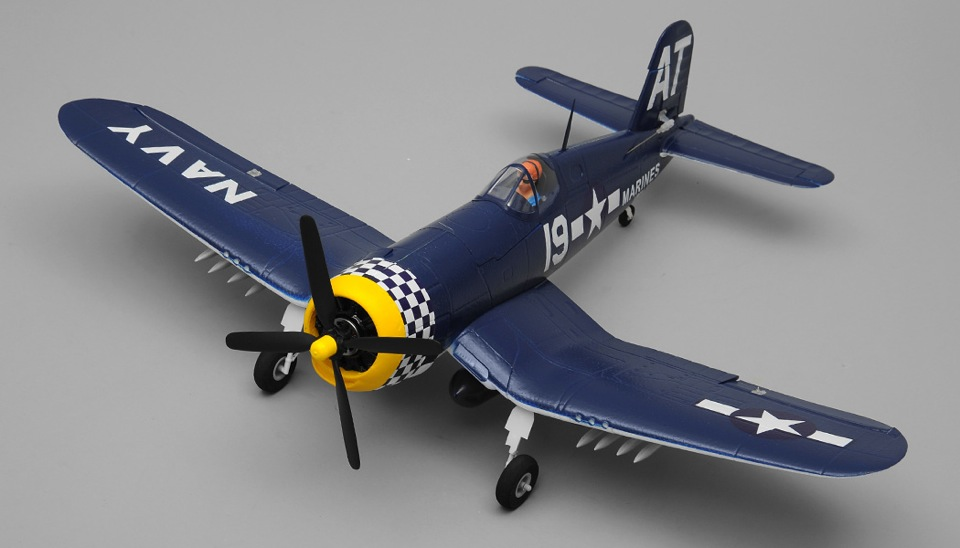 NAVY
AT
19
MARINES